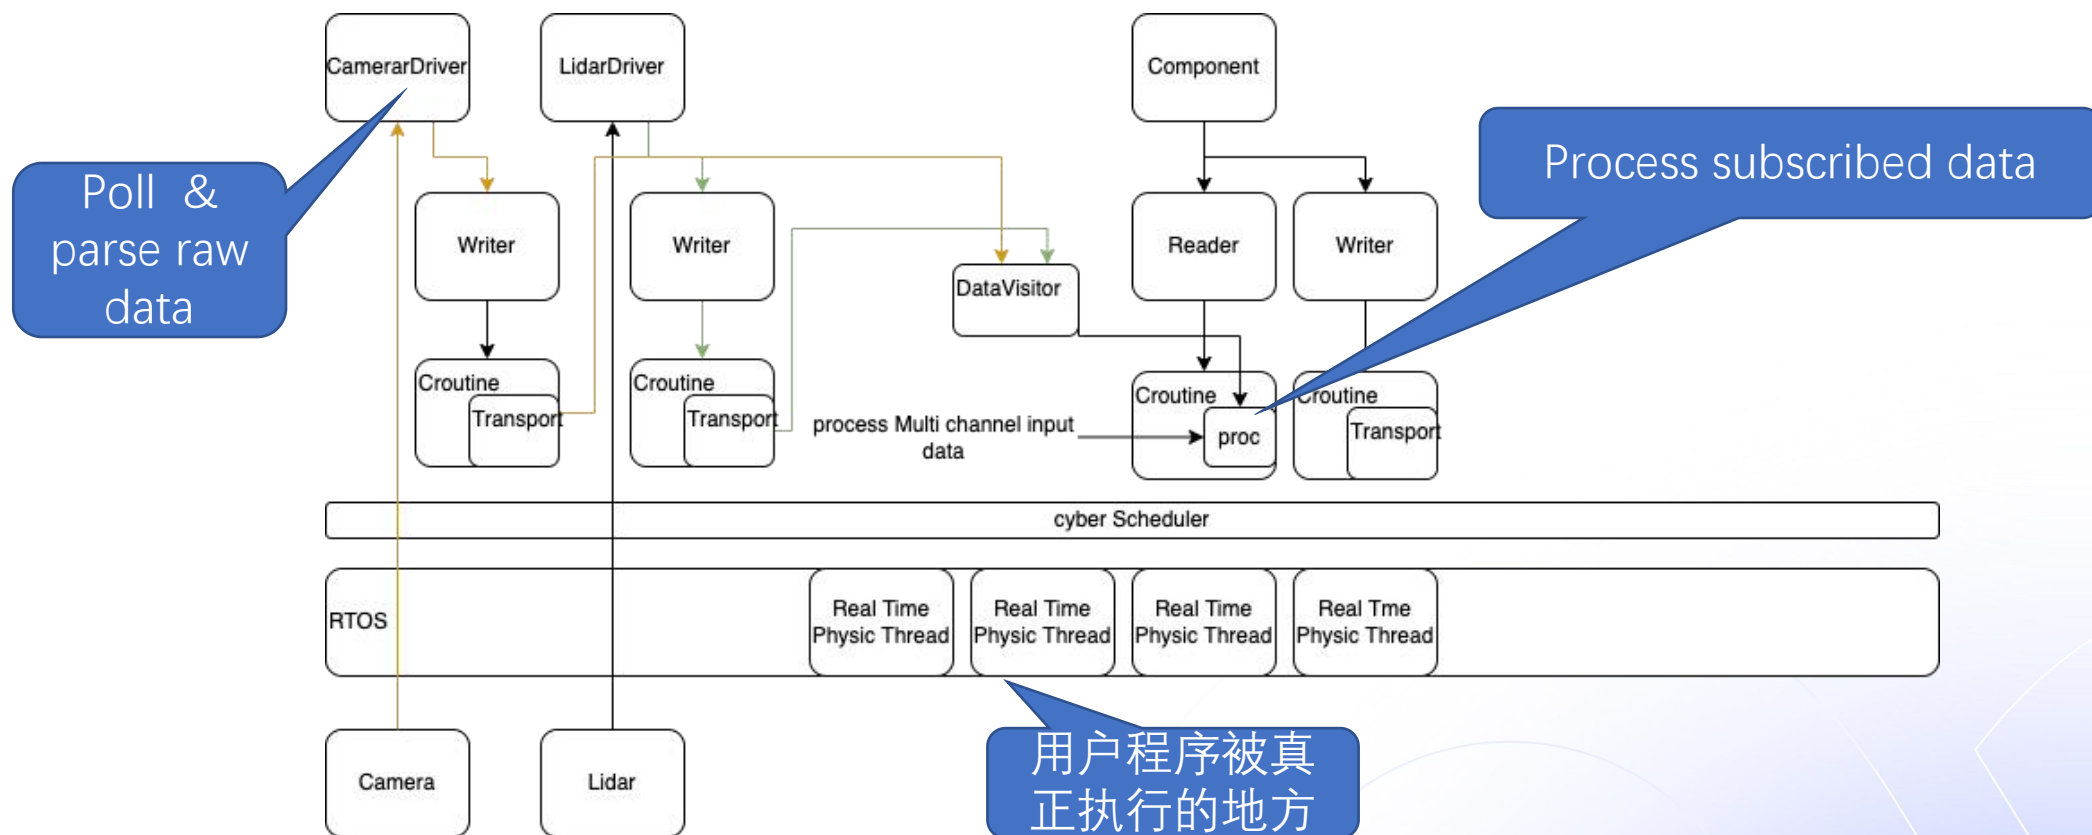 CamerarDriver
LidarDriver
Component
Process subscribed data
Poll &
parse raw
data
Writer
Writer
Reader
Writer
DataVisitor
Croutine
Transport
Croutine
Transport
process Multi channel input
data
Croutine
proc
Croutine
Transport
cyber Scheduler
RTOS
Real Time
Physic Thread
Real Time
Physic Thread
Real Time
Physic Thread
Real Tme
Physic Thread
Camera
Lidar
用户程序被真
正执行的地方